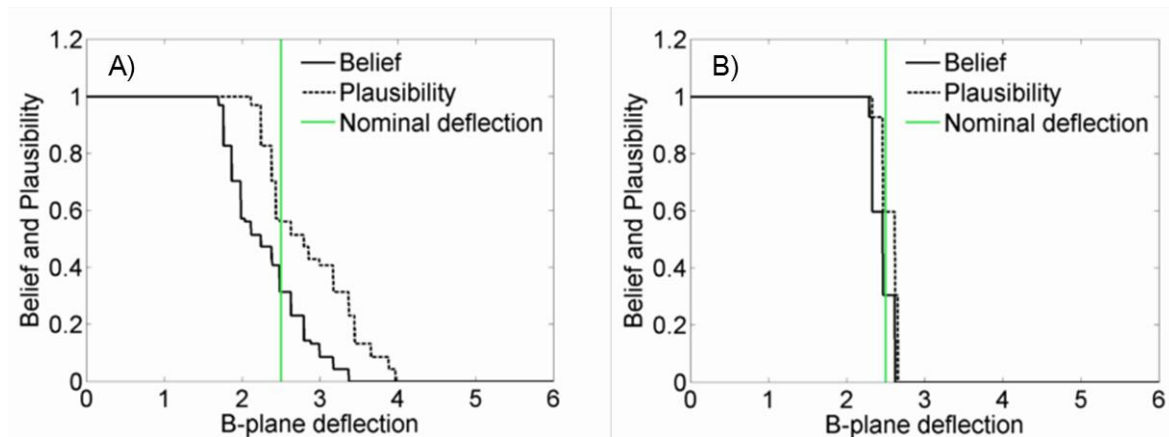 A)
Belief
Plausibility
Nominal deflection
1.2
1
0.8
0.6
0.4
0.2
0
Belief and Plausibility
0 1 2 3 4 5 6
B-plane deflection
B)
Belief
Plausibility
Nominal deflection
1.2
1
0.8
0.6
0.4
0.2
0
Belief and Plausibility
0 1 2 3 4 5 6
B-plane deflection